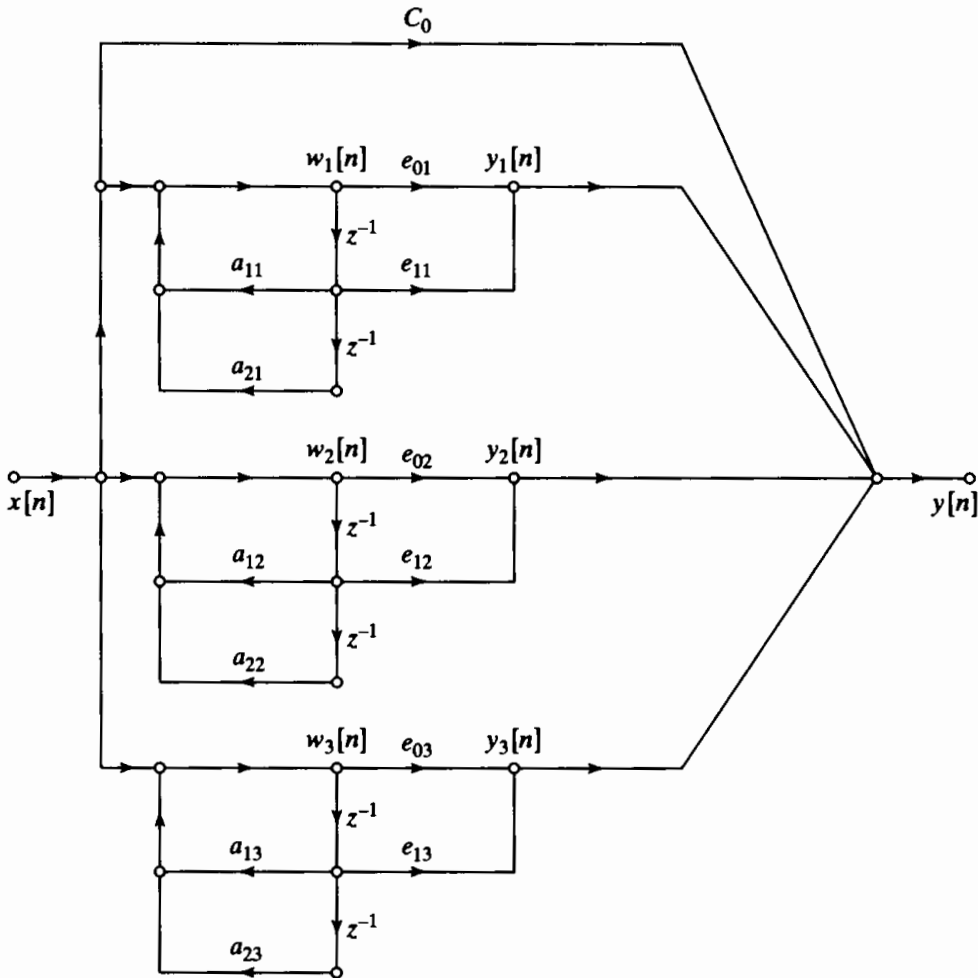 C₀
w₁[n] e₀₁ y₁[n]
z⁻¹
a₁₁ e₁₁
z⁻¹
a₂₁
w₂[n] e₀₂ y₂[n]
x[n] y[n]
z⁻¹
a₁₂ e₁₂
z⁻¹
a₂₂
w₃[n] e₀₃ y₃[n]
z⁻¹
a₁₃ e₁₃
z⁻¹
a₂₃